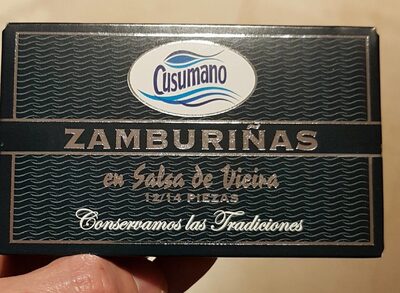 Cusumano
ZAMBURIÑAS
en Salsa de Vieira
12/14 PIEZAS
Conservamos las Tradiciones